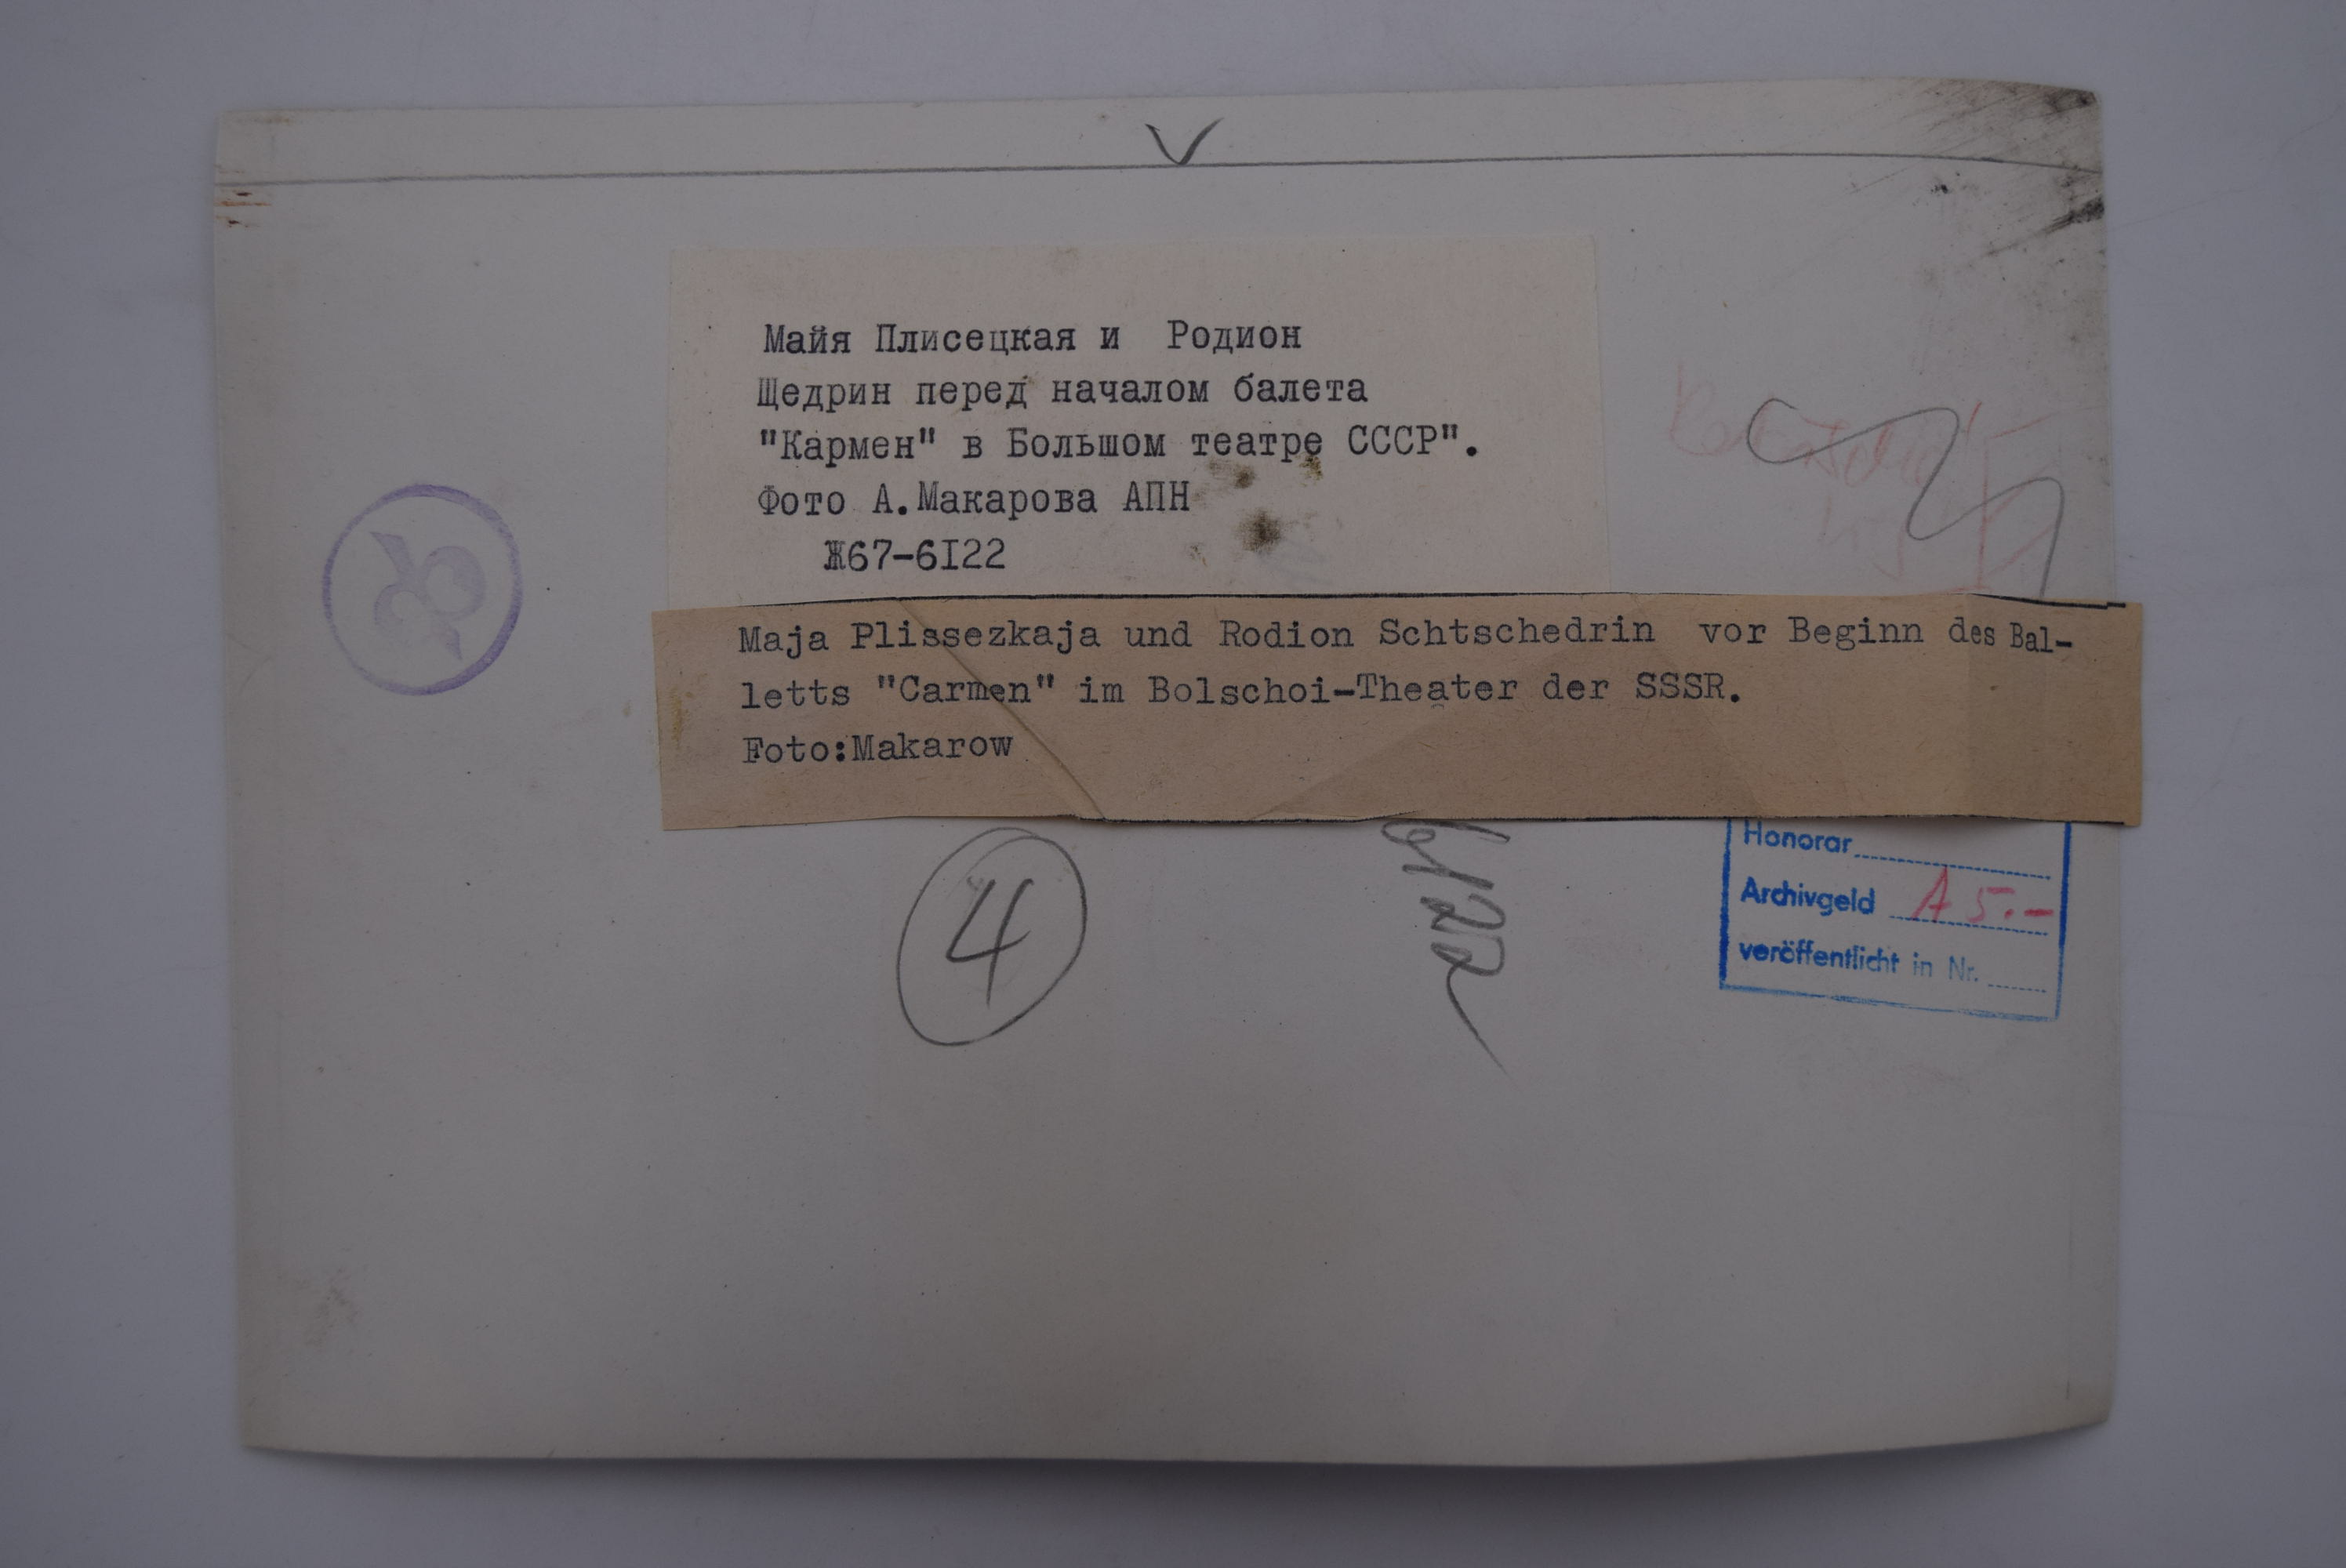 Майя Плисецкая и Родион
Щедрин перед началом балета
"Кармен" в Большом театре СССР".
Фото А.Макарова АПН
Ж67-6I22
Maja Plissezkaja und Rodion Schtschedrin vor Beginn des Bal-
letts "Carmen" im Bolschoi-Theater der SSSR.
Foto:Makarow
4
6122
Honorar
Archivgeld A 5.-
veröffentlicht in Nr.